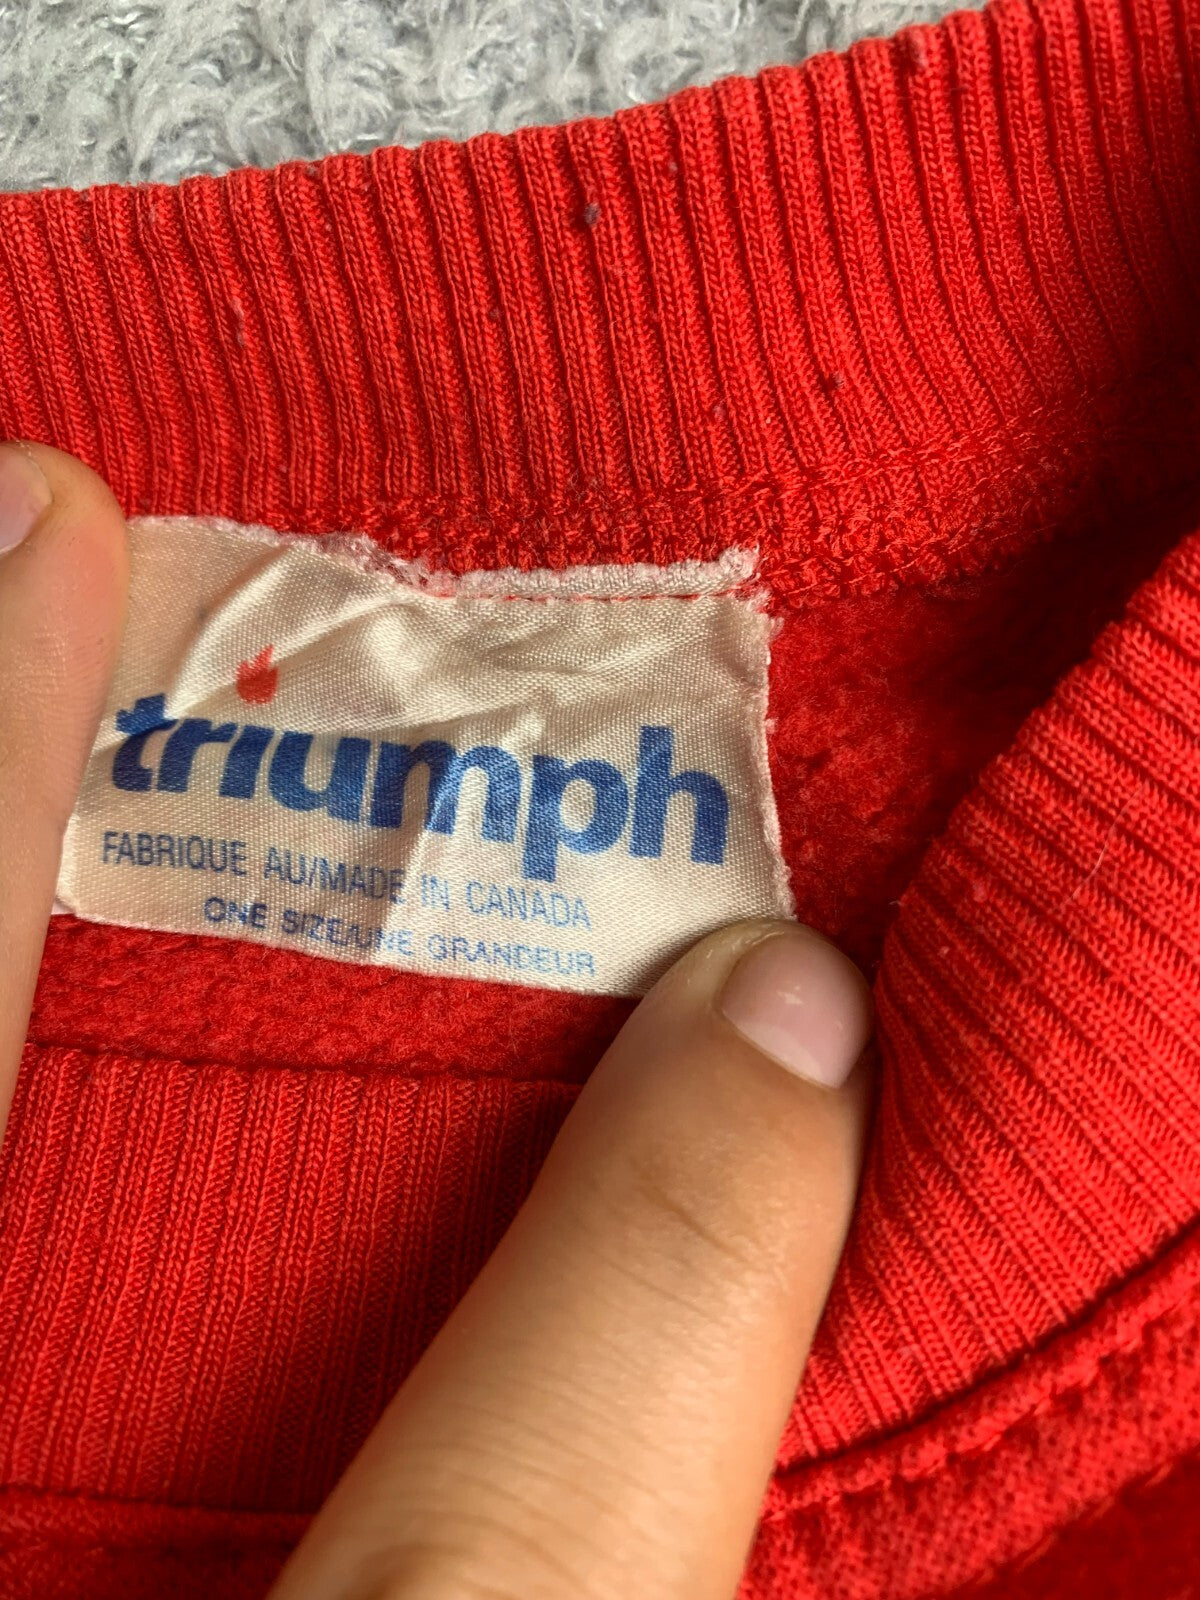 triumph
FABRIQUE AU/MADE IN CANADA
ONE SIZE/UNE GRANDEUR